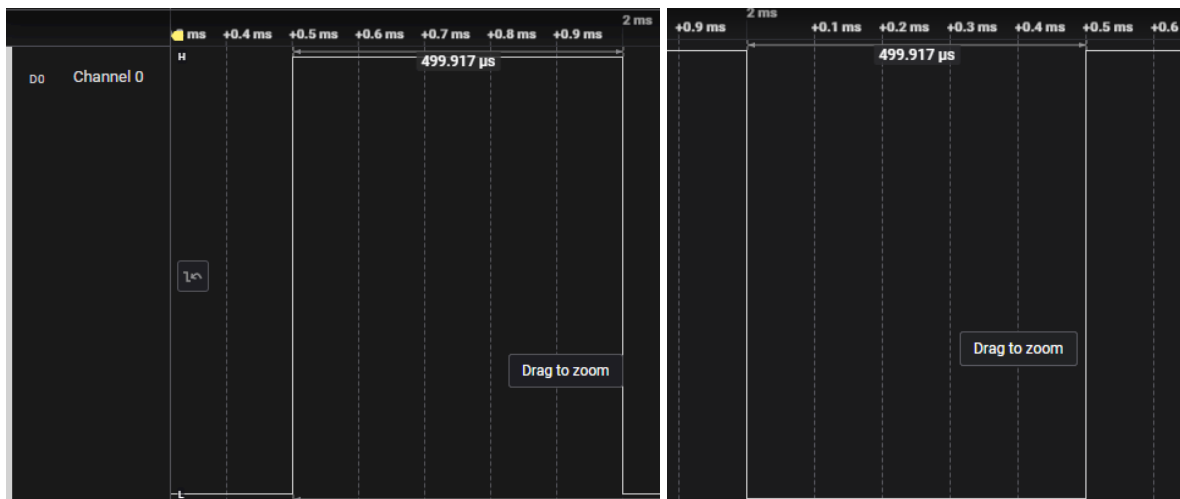 2 ms
ms +0.4 ms +0.5 ms +0.6 ms +0.7 ms +0.8 ms +0.9 ms
H
499.917 μs
D0 Channel 0
Drag to zoom
L
2 ms
+0.9 ms +0.1 ms +0.2 ms +0.3 ms +0.4 ms +0.5 ms +0.6
499.917 μs
Drag to zoom